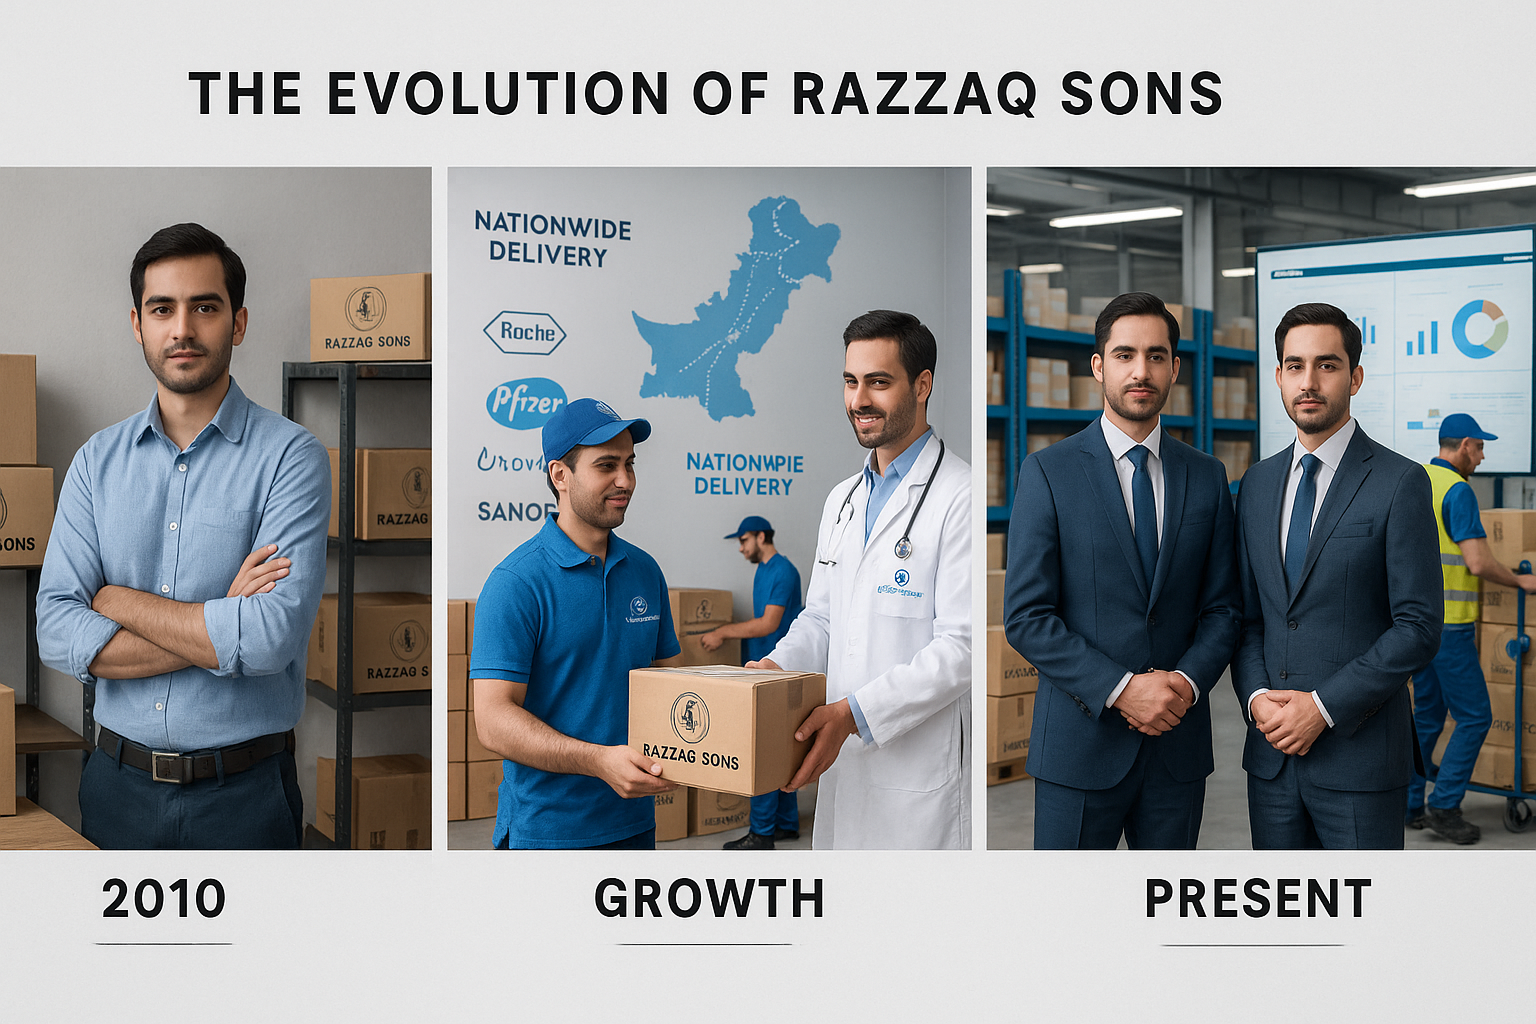 THE EVOLUTION OF RAZZAQ SONS
RAZZAG SONS
RAZZAG
ONS
RAZZAG S
NATIONWIDE
DELIVERY
Roche
Pfizer
SANOF
NATIONWPIE
DELIVERY
RAZZAG SONS
2010
GROWTH
PRESENT